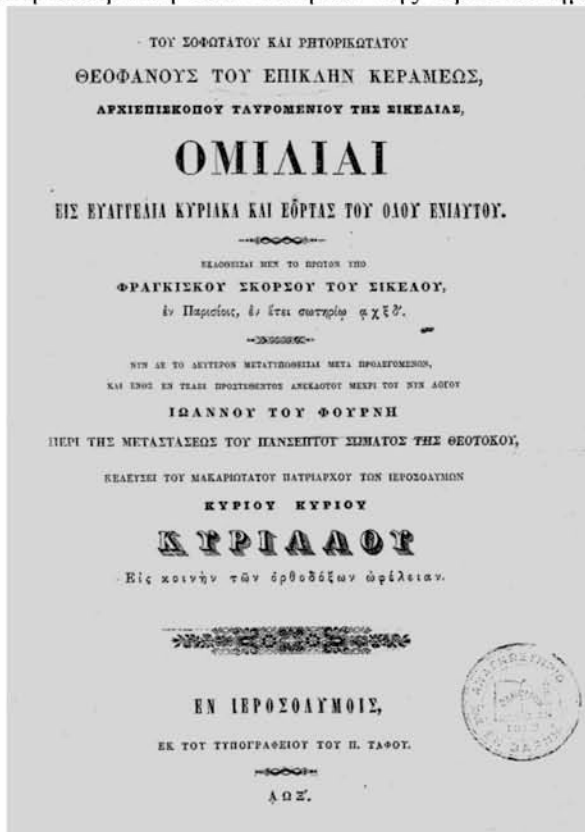 ΤΟΥ ΣΟΦΩΤΑΤΟΥ ΚΑΙ ΡΗΤΟΡΙΚΩΤΑΤΟΥ
ΘΕΟΦΑΝΟΥΣ ΤΟΥ ΕΠΙΚΛΗΝ ΚΕΡΑΜΕΩΣ,
ΑΡΧΙΕΠΙΣΚΟΠΟΥ ΤΑΥΡΟΜΕΝΙΟΥ ΤΗΣ ΣΙΚΕΛΙΑΣ,
ΟΜΙΛΙΑΙ
ΕΙΣ ΕΥΑΓΓΕΛΙΑ ΚΥΡΙΑΚΑ ΚΑΙ ΕΟΡΤΑΣ ΤΟΥ ΟΛΟΥ ΕΝΙΑΥΤΟΥ.
ΕΚΔΟΘΕΙΣΑΙ ΜΕΝ ΤΟ ΠΡΩΤΟΝ ΥΠΟ
ΦΡΑΓΚΙΣΚΟΥ ΣΚΟΡΣΟΥ ΤΟΥ ΣΙΚΕΛΟΥ,
ἐν Παρισίοις, ἐν ἔτει σωτηρίῳ αχξδ'.
ΝΥΝ ΔΕ ΤΟ ΔΕΥΤΕΡΟΝ ΜΕΤΑΤΥΠΩΘΕΙΣΑΙ ΜΕΤΑ ΠΡΟΛΕΓΟΜΕΝΩΝ,
ΚΑΙ ΕΝΟΣ ΕΝ ΤΕΛΕΙ ΠΡΟΣΤΕΘΕΝΤΟΣ ΑΝΕΚΔΟΤΟΥ ΜΕΧΡΙ ΤΟΥ ΝΥΝ ΛΟΓΟΥ
ΙΩΑΝΝΟΥ ΤΟΥ ΦΟΥΡΝΗ
ΠΕΡΙ ΤΗΣ ΜΕΤΑΣΤΑΣΕΩΣ ΤΟΥ ΠΑΝΣΕΠΤΟΥ ΣΩΜΑΤΟΣ ΤΗΣ ΘΕΟΤΟΚΟΥ,
ΚΕΛΕΥΣΕΙ ΤΟΥ ΜΑΚΑΡΙΩΤΑΤΟΥ ΠΑΤΡΙΑΡΧΟΥ ΤΩΝ ΙΕΡΟΣΟΛΥΜΩΝ
ΚΥΡΙΟΥ ΚΥΡΙΟΥ
ΚΥΡΙΛΛΟΥ
Εἰς κοινὴν τῶν ὀρθοδόξων ὠφέλειαν.
ΕΝ ΙΕΡΟΣΟΛΥΜΟΙΣ,
ΕΚ ΤΟΥ ΤΥΠΟΓΡΑΦΕΙΟΥ ΤΟΥ Π. ΤΑΦΟΥ.
ΑΩΞ'.